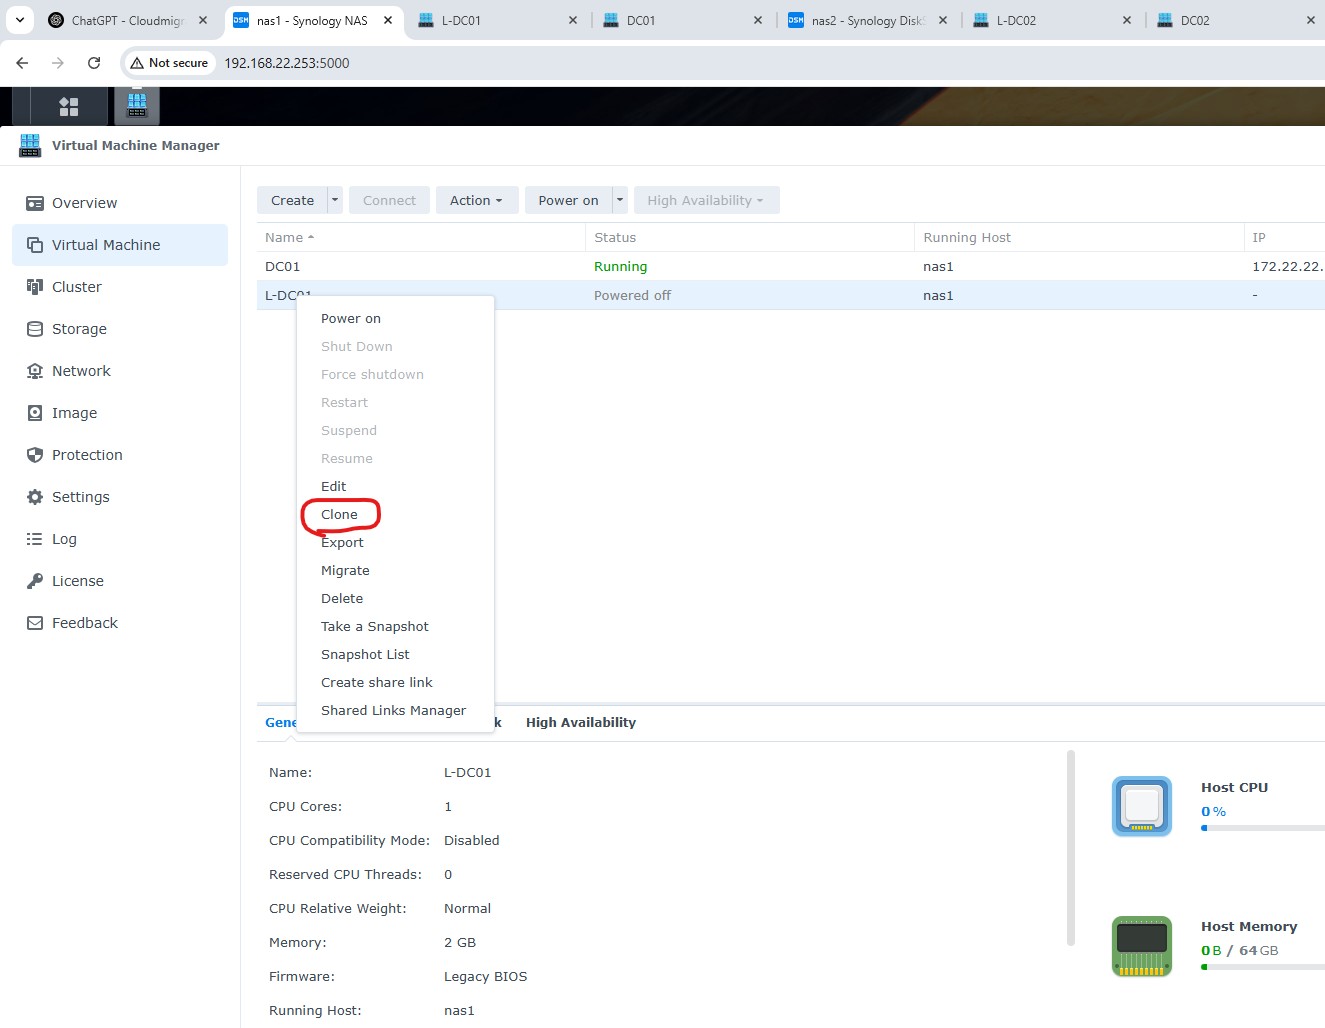 ChatGPT - Cloudmigr
nas1 - Synology NAS
L-DC01
DC01
nas2 - Synology Disk
L-DC02
DC02
Not secure
192.168.22.253:5000
Virtual Machine Manager
Overview
Virtual Machine
Cluster
Storage
Network
Image
Protection
Settings
Log
License
Feedback
Create
Connect
Action
Power on
High Availability
Name
Status
Running Host
IP
DC01
Running
nas1
172.22.22.
L-DC01
Powered off
nas1
-
Power on
Shut Down
Force shutdown
Restart
Suspend
Resume
Edit
Clone
Export
Migrate
Delete
Take a Snapshot
Snapshot List
Create share link
Shared Links Manager
Gene
k
High Availability
Name:
L-DC01
CPU Cores:
1
CPU Compatibility Mode:
Disabled
Reserved CPU Threads:
0
CPU Relative Weight:
Normal
Memory:
2 GB
Firmware:
Legacy BIOS
Running Host:
nas1
Host CPU
0 %
Host Memory
0 B / 64 GB